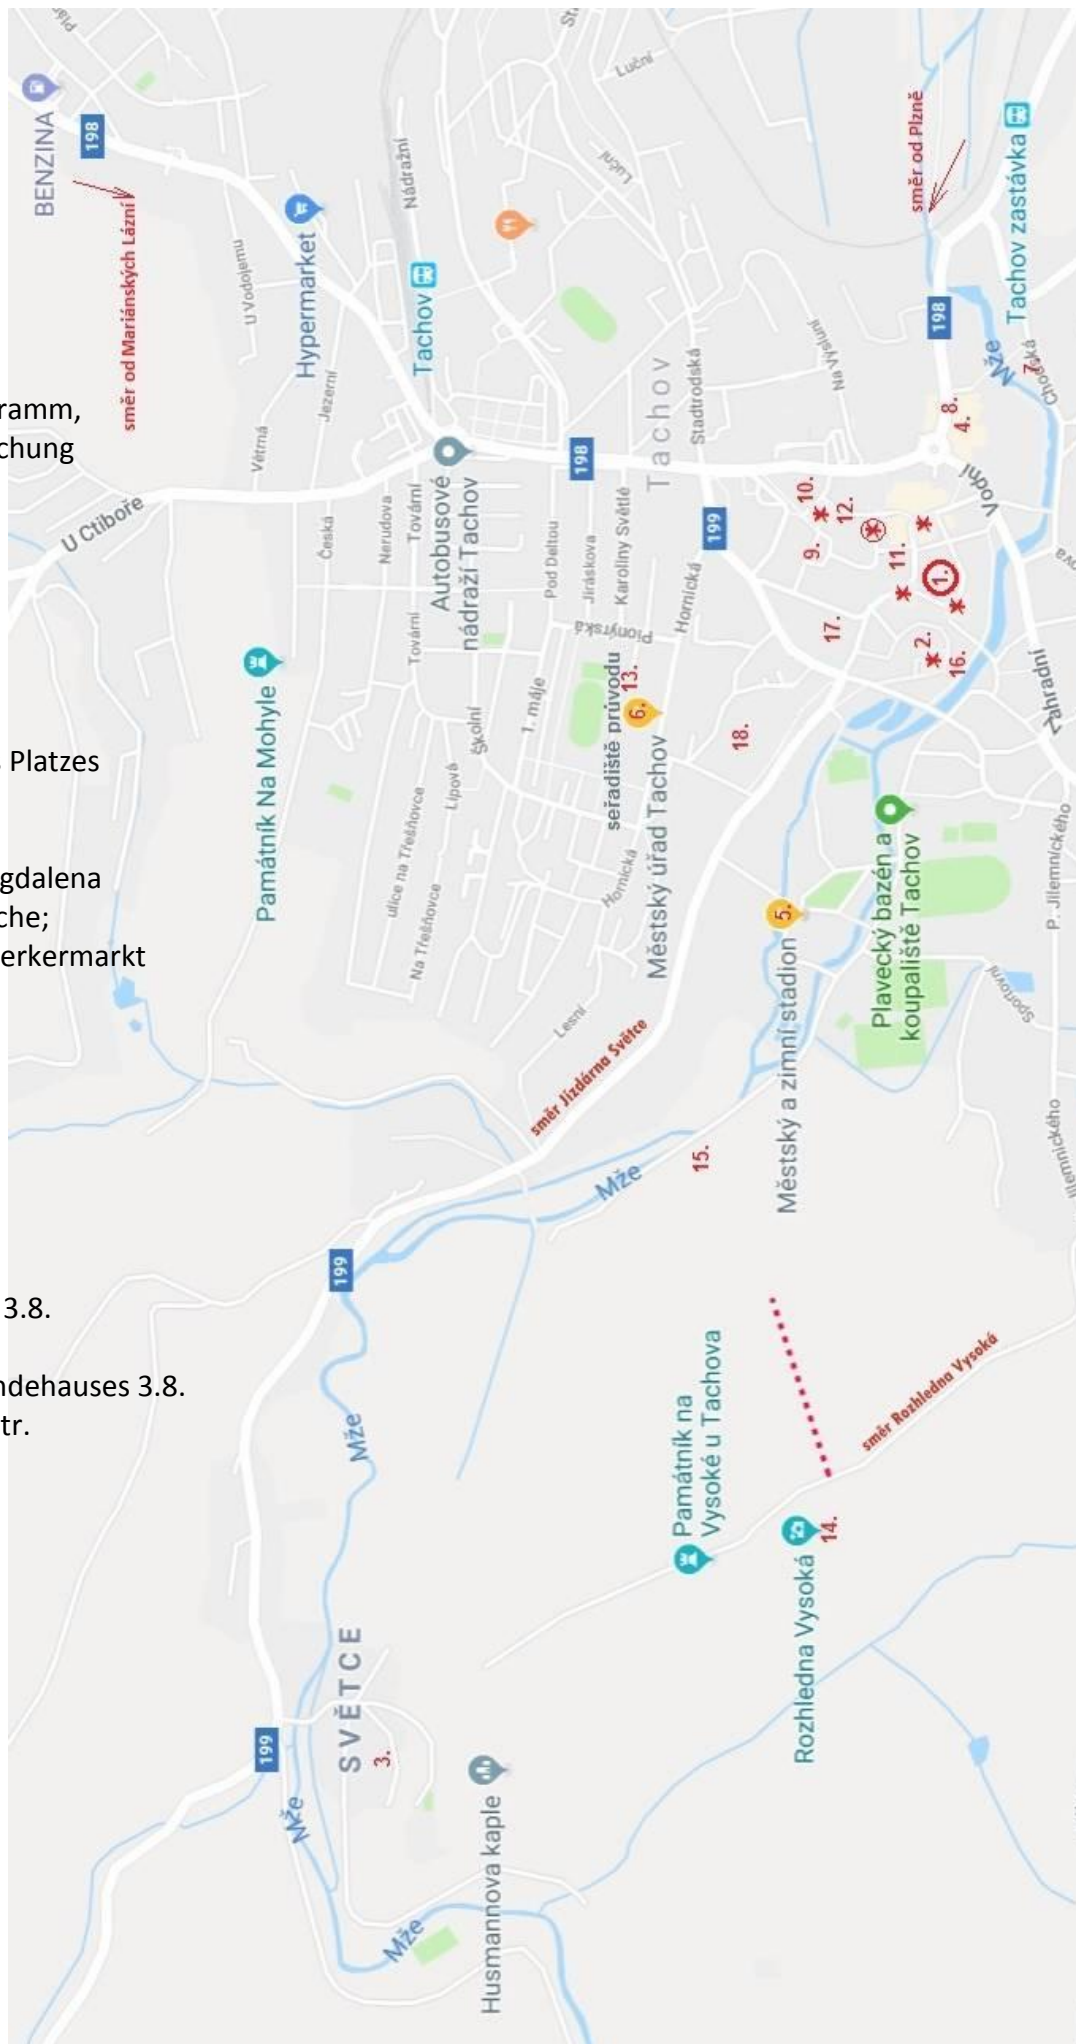 ramm,
chung
Platzes
gdalena
che;
erkermarkt
3.8.
ndehauses 3.8.
tr.
BENZINA
198
směr od Mariánských Lázní
U Vodojemu
Hypermarket
Jezerní
Větrná
U Ctiboře
Česká
Nerudova
Tovární
Tovární
Nádražní
Tachov
Autobusové
nádraží Tachov
Luční
Luční
směr od Plzně
Tachov zastávka
198
Mže
Chodská
7.
8.
4.
Na Výsluní
Stadtrodská
Tachov
198
199
Pod Deltou
Jiráskova
Karoliny Světlé
Pionýrská
Hornická
Vodní
10.
12.
9.
11.
1.
2.
16.
17.
18.
Památník Na Mohyle
Školní
Lipová
1. máje
ulice na Třešňovce
Na Třešňovce
seřadiště průvodu
13.
6.
Městský úřad Tachov
Hornická
Lesní
Zahradní
P. Jilemnického
Sportovní
Jilemnického
Plavecký bazén a
koupaliště Tachov
5.
Městský a zimní stadion
směr Jízdárna Světce
15.
Mže
199
Mže
Památník na
Vysoké u Tachova
směr Rozhledna Vysoká
Rozhledna Vysoká
14.
SVĚTCE
3.
199
Mže
Mže
Husmannova kaple